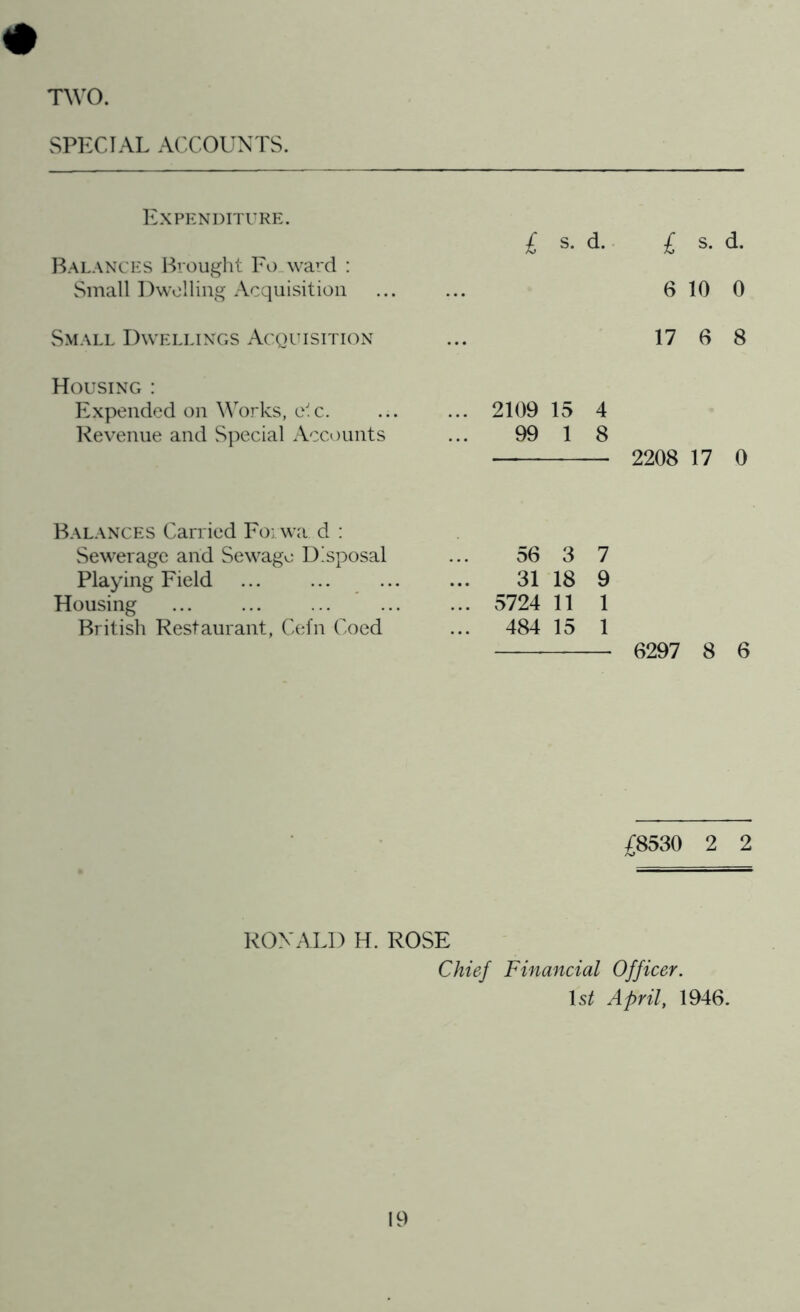 TWO.
SPECIAL ACCOUNTS.
EXPENDITURE.
£ s. d. £ s. d.
BALANCES Brought Fo ward :
Small Dwelling Acquisition ... ... 6 10 0
SMALL DWELLINGS ACQUISITION ... 17 6 8
HOUSING :
Expended on Works, etc. ... ... 2109 15 4
Revenue and Special Accounts ... 99 1 8
2208 17 0
BALANCES Carried Forwa d :
Sewerage and Sewage Disposal ... 56 3 7
Playing Field ... ... ... ... 31 18 9
Housing ... ... ... ... ... 5724 11 1
British Restaurant, Cefn Coed ... 484 15 1
6297 8 6
£8530 2 2
RONALD H. ROSE
Chief Financial Officer.
1st April, 1946.
19